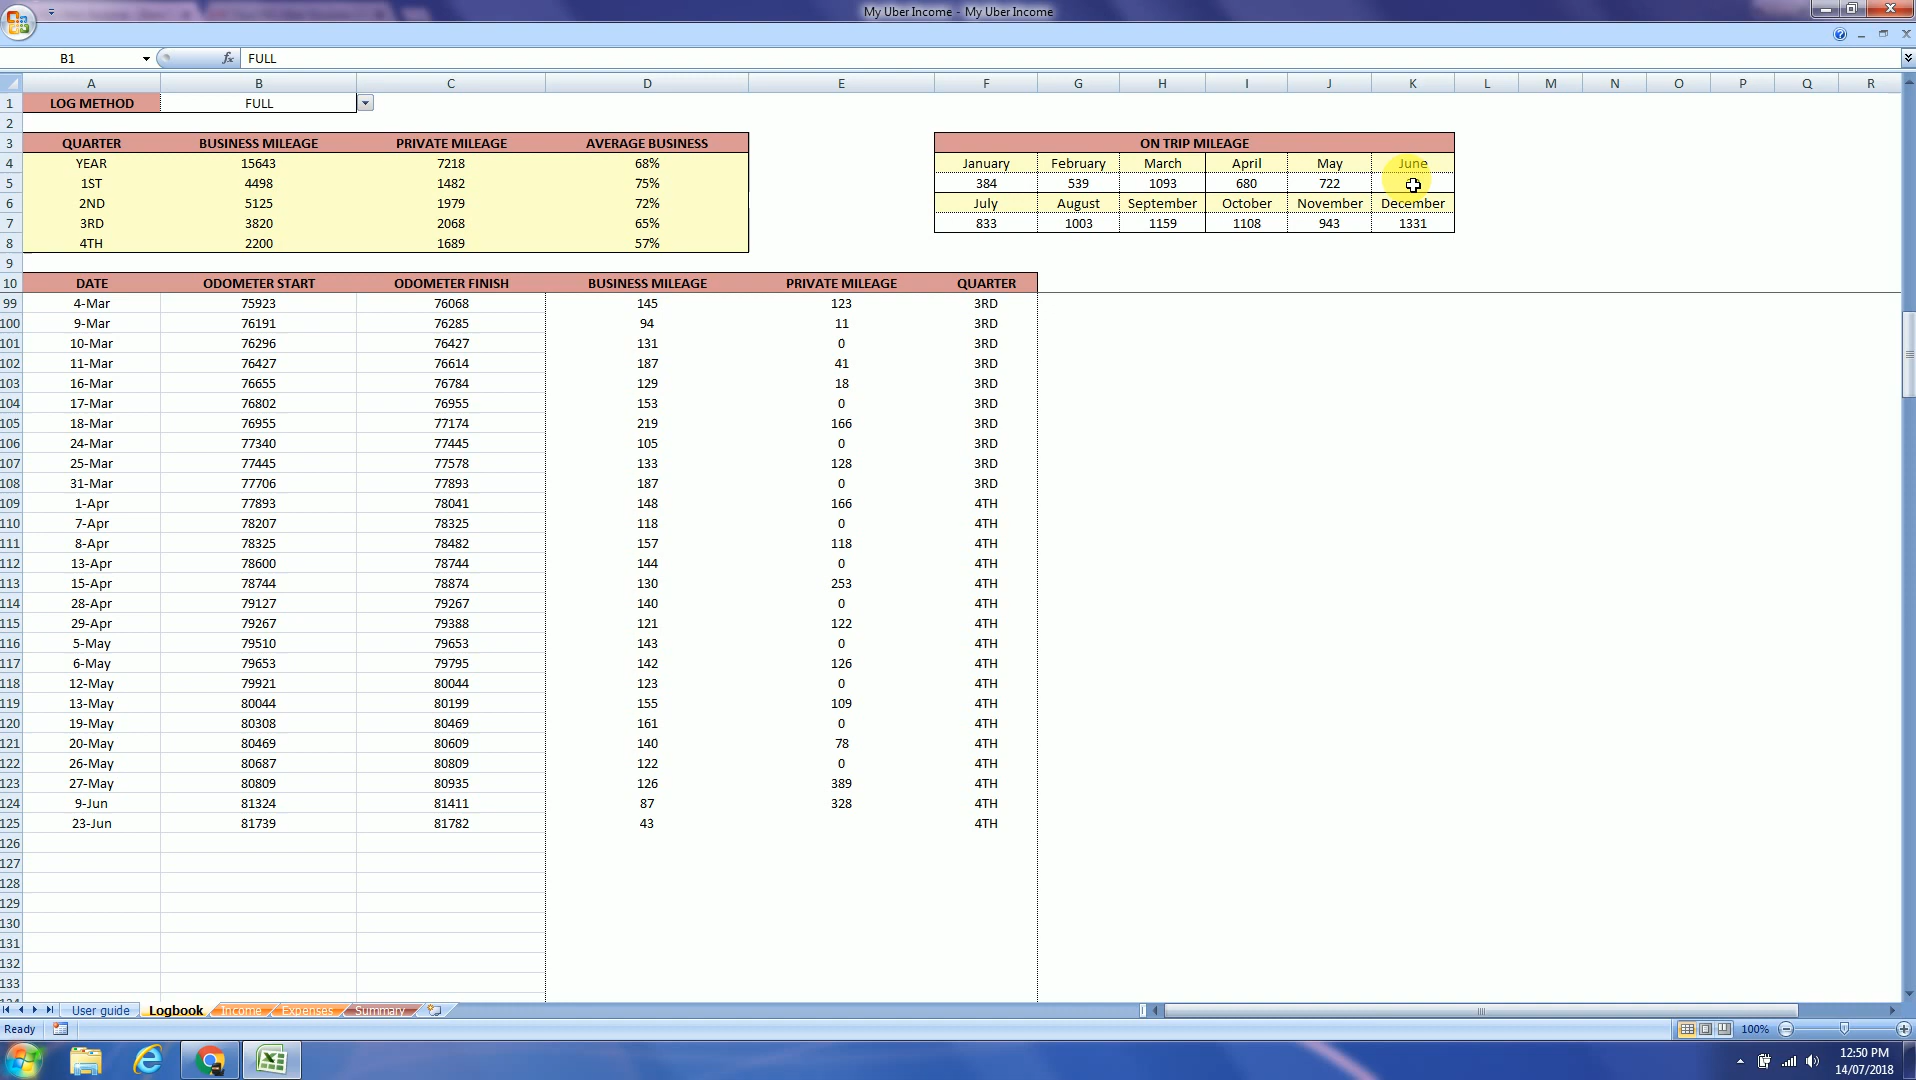 My Uber Income - My Uber Income
B1 fx FULL
A B C D E F G H I J K L M N O P Q R
1 LOG METHOD FULL
2
3 QUARTER BUSINESS MILEAGE PRIVATE MILEAGE AVERAGE BUSINESS ON TRIP MILEAGE
4 YEAR 15643 7218 68% January February March April May June
5 1ST 4498 1482 75% 384 539 1093 680 722
6 2ND 5125 1979 72% July August September October November December
7 3RD 3820 2068 65% 833 1003 1159 1108 943 1331
8 4TH 2200 1689 57%
9
10 DATE ODOMETER START ODOMETER FINISH BUSINESS MILEAGE PRIVATE MILEAGE QUARTER
99 4-Mar 75923 76068 145 123 3RD
100 9-Mar 76191 76285 94 11 3RD
101 10-Mar 76296 76427 131 0 3RD
102 11-Mar 76427 76614 187 41 3RD
103 16-Mar 76655 76784 129 18 3RD
104 17-Mar 76802 76955 153 0 3RD
105 18-Mar 76955 77174 219 166 3RD
106 24-Mar 77340 77445 105 0 3RD
107 25-Mar 77445 77578 133 128 3RD
108 31-Mar 77706 77893 187 0 3RD
109 1-Apr 77893 78041 148 166 4TH
110 7-Apr 78207 78325 118 0 4TH
111 8-Apr 78325 78482 157 118 4TH
112 13-Apr 78600 78744 144 0 4TH
113 15-Apr 78744 78874 130 253 4TH
114 28-Apr 79127 79267 140 0 4TH
115 29-Apr 79267 79388 121 122 4TH
116 5-May 79510 79653 143 0 4TH
117 6-May 79653 79795 142 126 4TH
118 12-May 79921 80044 123 0 4TH
119 13-May 80044 80199 155 109 4TH
120 19-May 80308 80469 161 0 4TH
121 20-May 80469 80609 140 78 4TH
122 26-May 80687 80809 122 0 4TH
123 27-May 80809 80935 126 389 4TH
124 9-Jun 81324 81411 87 328 4TH
125 23-Jun 81739 81782 43 4TH
126
127
128
129
130
131
132
133
User guide Logbook Income Expenses Summary
Ready 100%
12:50 PM
14/07/2018